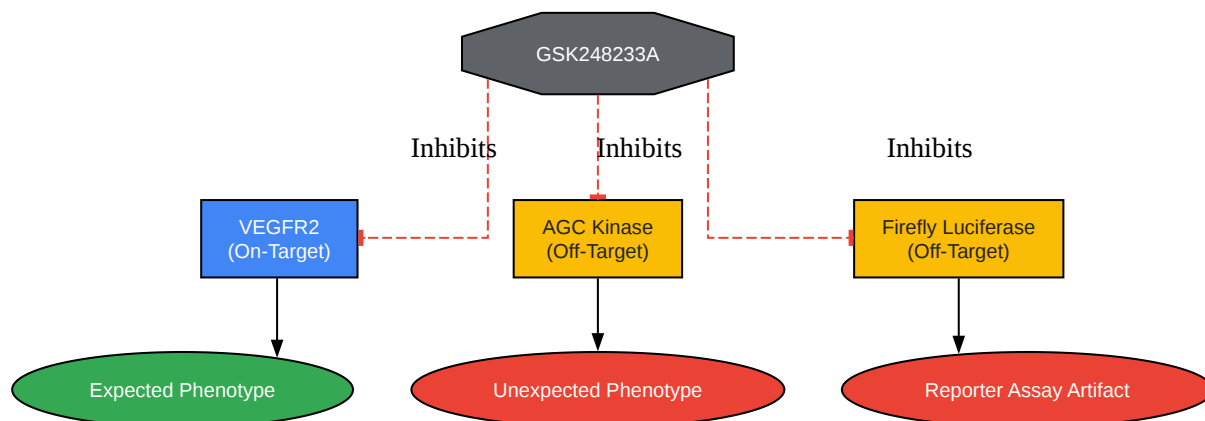 GSK248233A
Inhibits
Inhibits
Inhibits
VEGFR2
(On-Target)
AGC Kinase
(Off-Target)
Firefly Luciferase
(Off-Target)
Expected Phenotype
Unexpected Phenotype
Reporter Assay Artifact